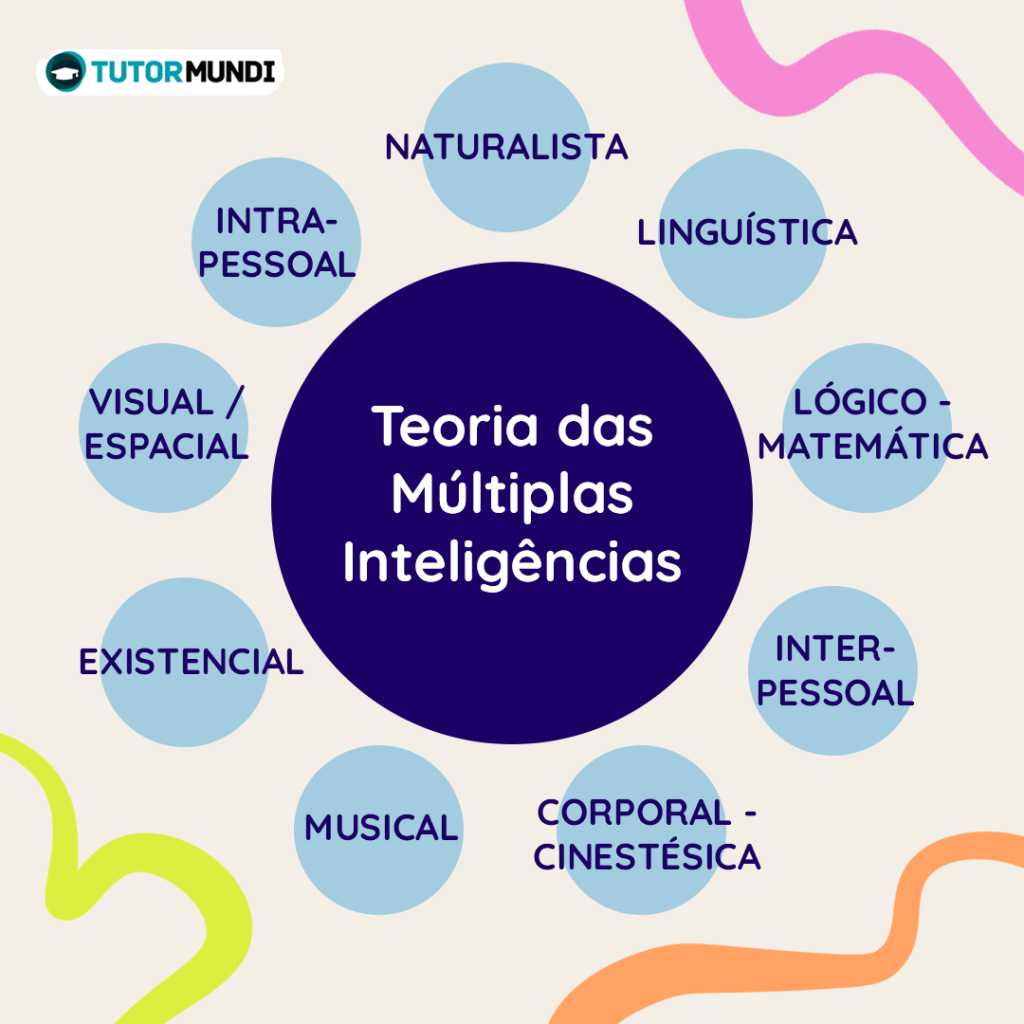 TUTORMUNDI
NATURALISTA
INTRA-
PESSOAL
LINGUÍSTICA
VISUAL /
ESPACIAL
LÓGICO -
MATEMÁTICA
Teoria das
Múltiplas
Inteligências
EXISTENCIAL
INTER-
PESSOAL
MUSICAL
CORPORAL -
CINESTÉSICA